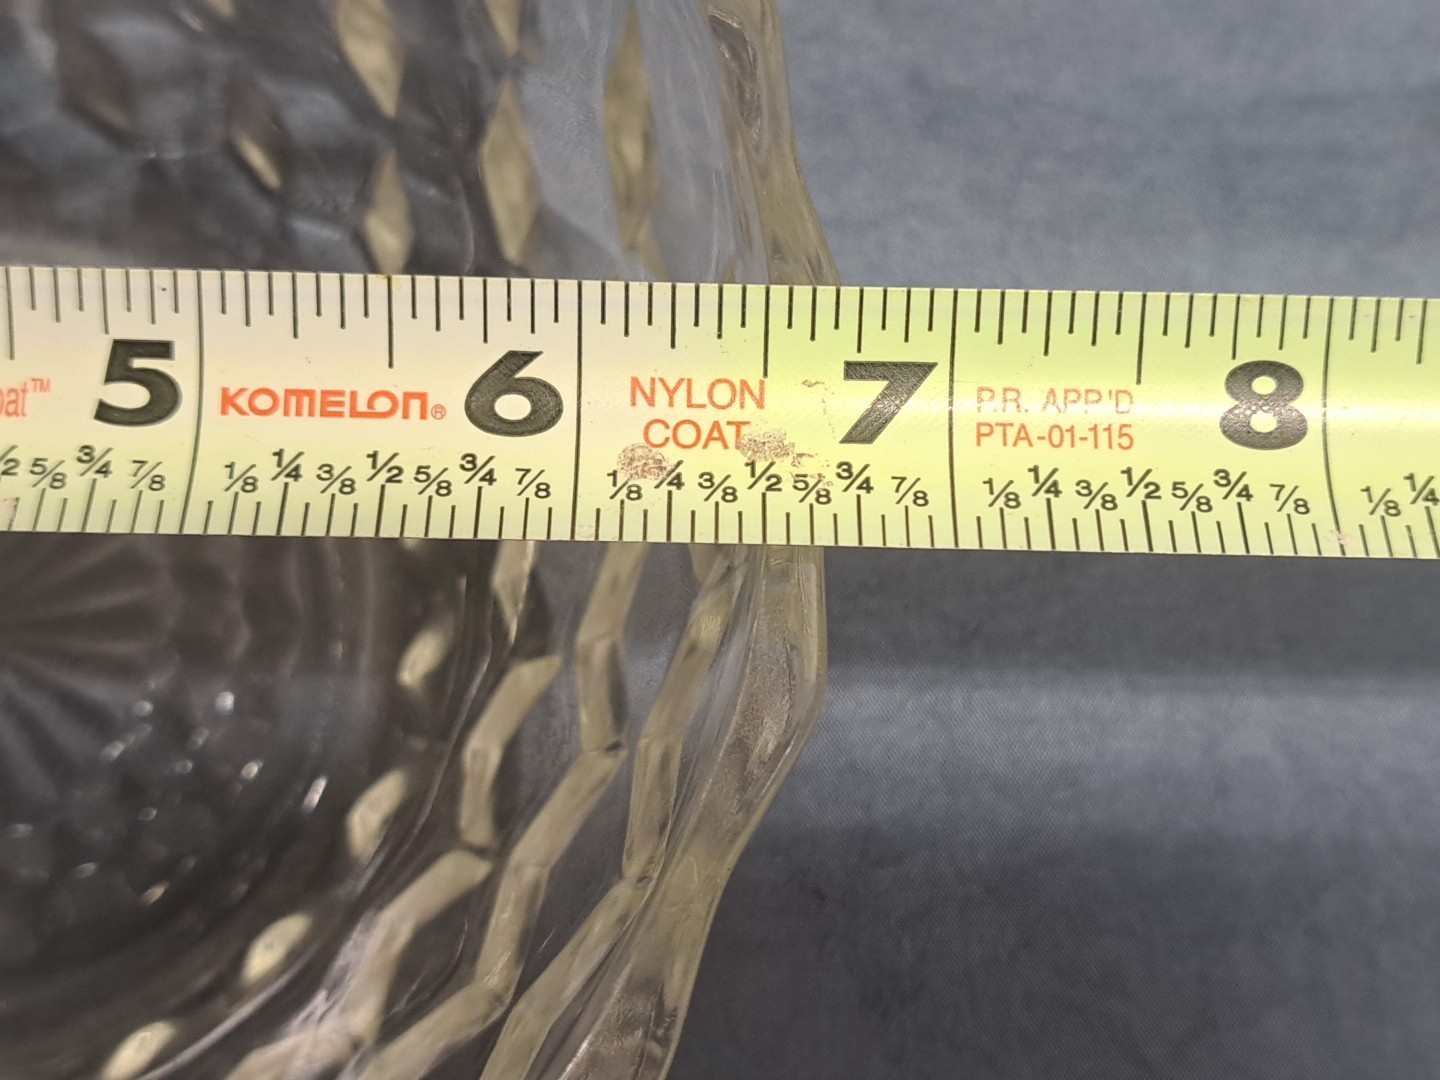 oat™ 5 KOMELON® 6 NYLON 7 P.R. APP'D 8
COAT PTA-01-115
1/2 5/8 3/4 7/8 1/8 1/4 3/8 1/2 5/8 3/4 7/8 1/8 1/4 3/8 1/2 5/8 3/4 7/8 1/8 1/4 3/8 1/2 5/8 3/4 7/8 1/8 1/4